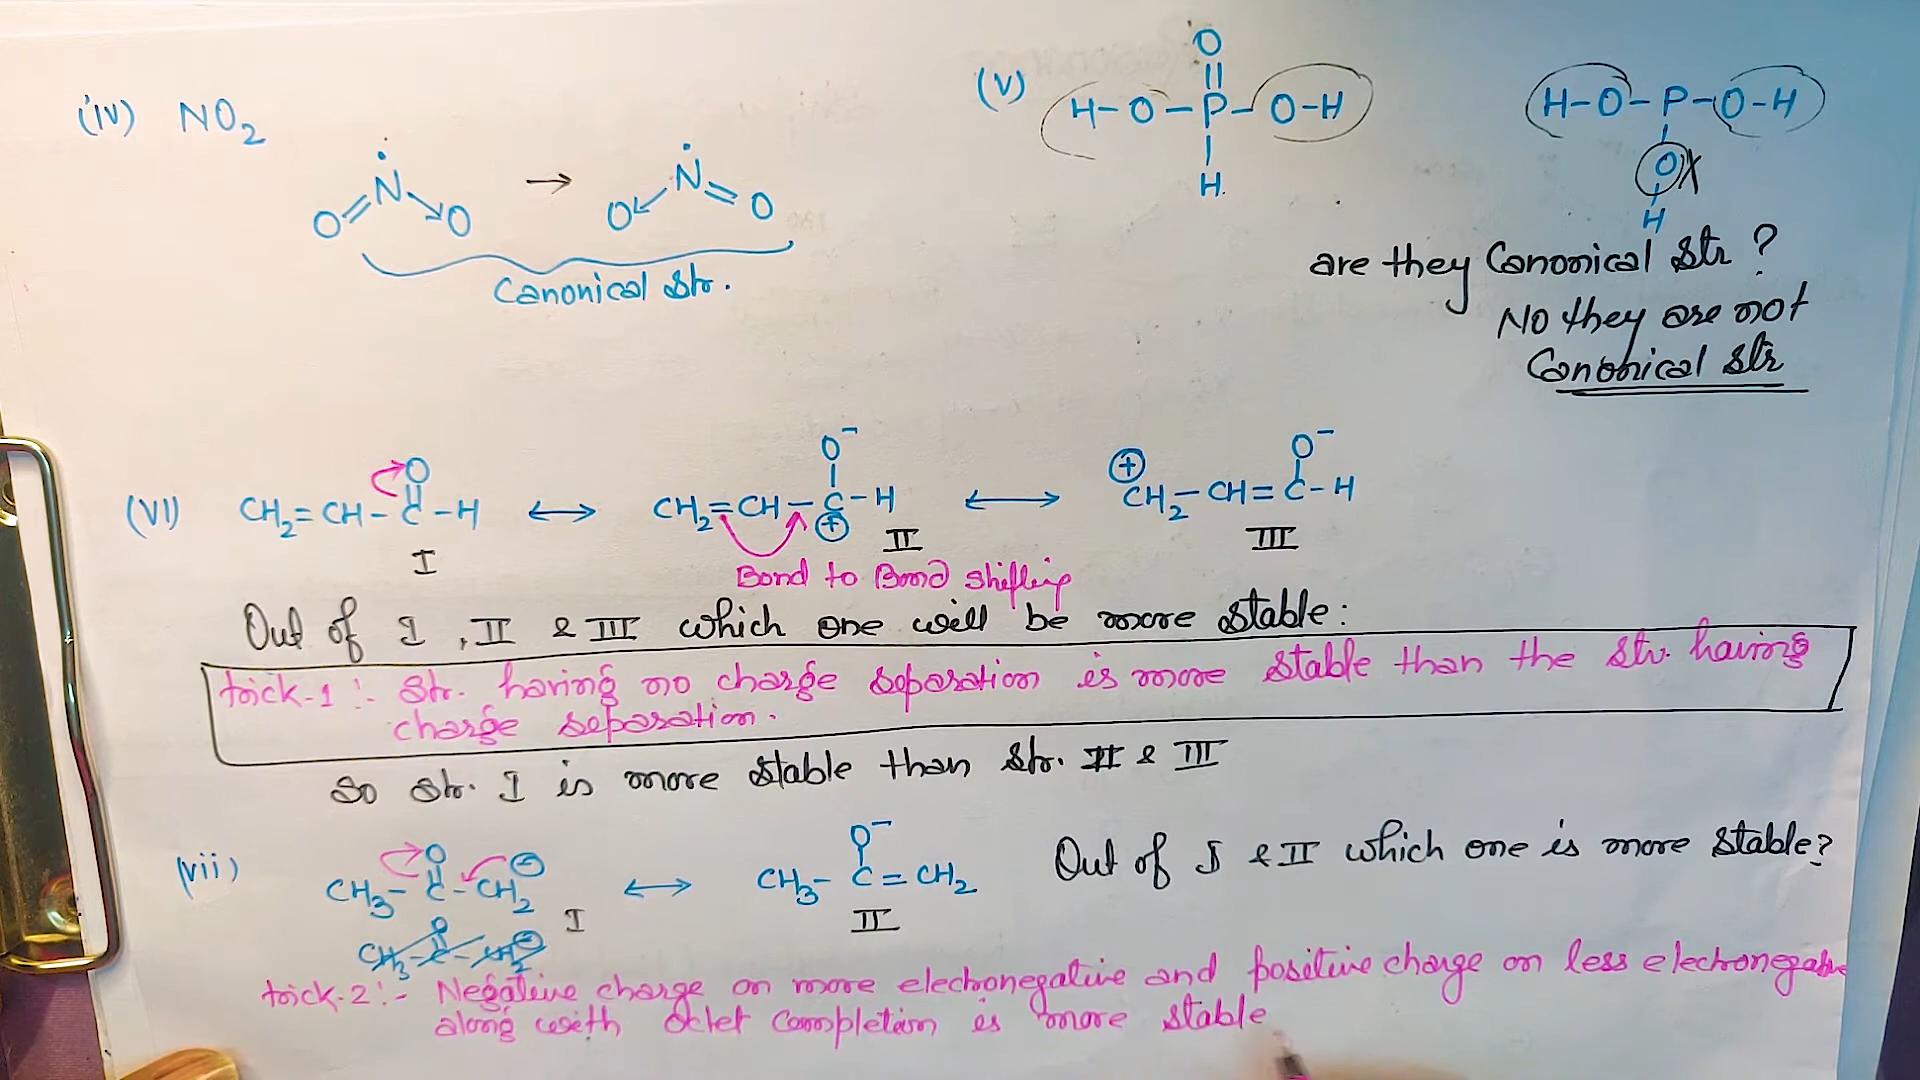 (iv) NO2
N
O=N→O → O←N=O
Canonical Str.
(V)
O
||
H-O-P-O-H
|
H
H-O-P-O-H
O
H
are they Canonical Str?
No they are not
Canonical Str
(VI) CH2=CH-C-H ↔ CH2=CH-C-H ↔ CH2-CH=C-H
O O⁻ O⁻
⊕ ⊕
I II III
Bond to Bond shifting
Out of I, II & III which one will be more stable:
trick-1:- Str. having no charge separation is more stable than the str. having
charge separation.
So str. I is more stable than str. II & III
(vii) CH3-C-CH2 ↔ CH3-C=CH2
O ⊖ O⁻
I II
Out of I & II which one is more stable?
trick-2:- Negative charge on more electronegative and positive charge on less electronegative
along with octet completion is more stable